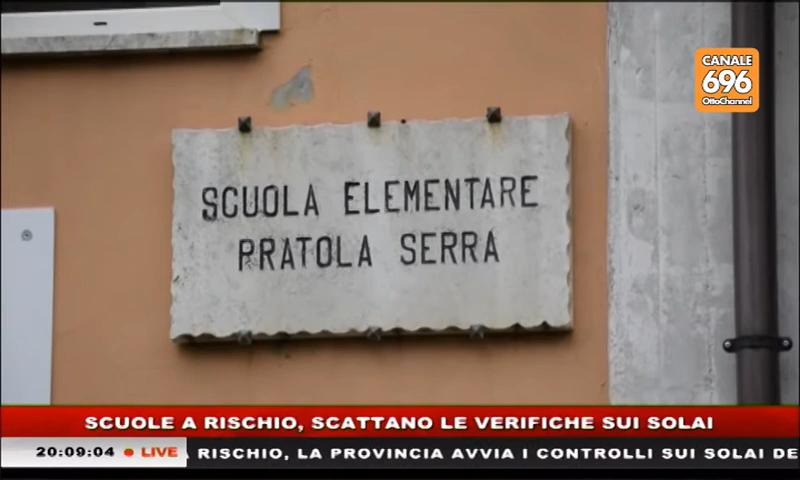 CANALE
696
OttoChannel
SCUOLA ELEMENTARE
PRATOLA SERRA
SCUOLE A RISCHIO, SCATTANO LE VERIFICHE SUI SOLAI
20:09:04 ● LIVE
A RISCHIO, LA PROVINCIA AVVIA I CONTROLLI SUI SOLAI DE